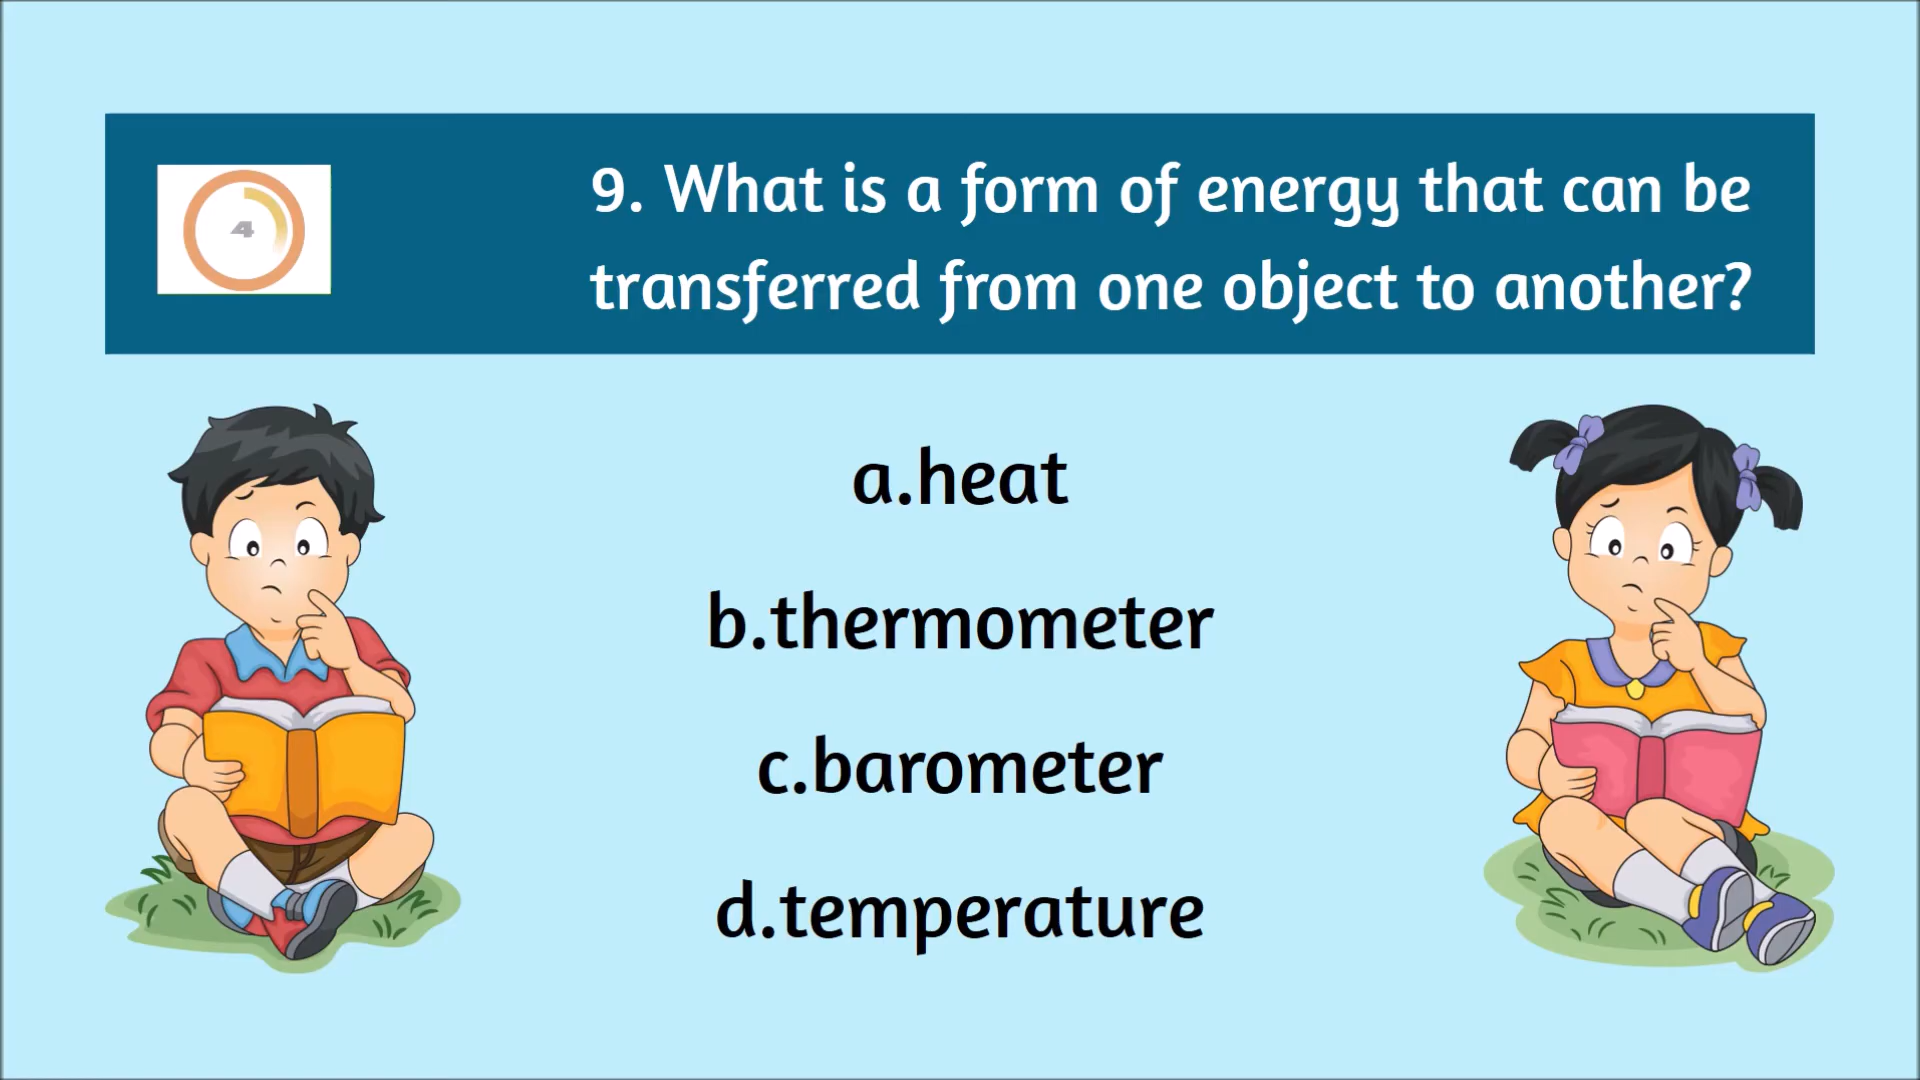 4
9. What is a form of energy that can be
transferred from one object to another?
a.heat
b.thermometer
c.barometer
d.temperature